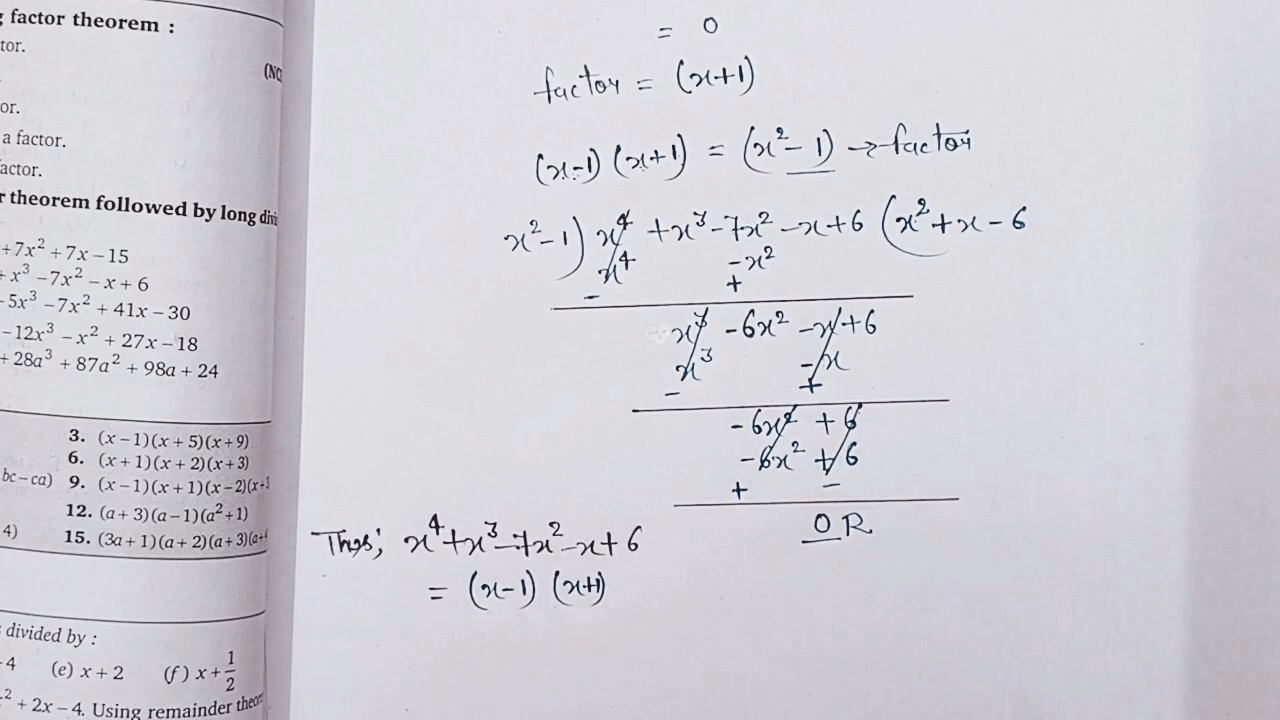 factor theorem :
tor.
(NC
or.
a factor.
factor.
r theorem followed by long divi
+7x² + 7x − 15
+ x³ − 7x² − x + 6
− 5x³ − 7x² + 41x − 30
− 12x³ − x² + 27x − 18
+ 28a³ + 87a² + 98a + 24
3. (x − 1)(x + 5)(x + 9)
6. (x + 1)(x + 2)(x + 3)
bc − ca) 9. (x − 1)(x + 1)(x − 2)(x + 3
12. (a + 3)(a − 1)(a² + 1)
4) 15. (3a + 1)(a + 2)(a + 3)(a + 4
divided by :
4 (e) x + 2 (f) x + 1/2
² + 2x − 4. Using remainder theor
= 0
factor = (x+1)
(x-1) (x+1) = (x² - 1) → factor
x² - 1) x⁴ + x³ - 7x² - x + 6 (x² + x - 6
x⁴ - x²
- +
x³ - 6x² - x + 6
x³ - x
- +
- 6x² + 6
- 6x² + 6
+ -
0 R
Thus; x⁴ + x³ - 7x² - x + 6
= (x-1) (x+1)